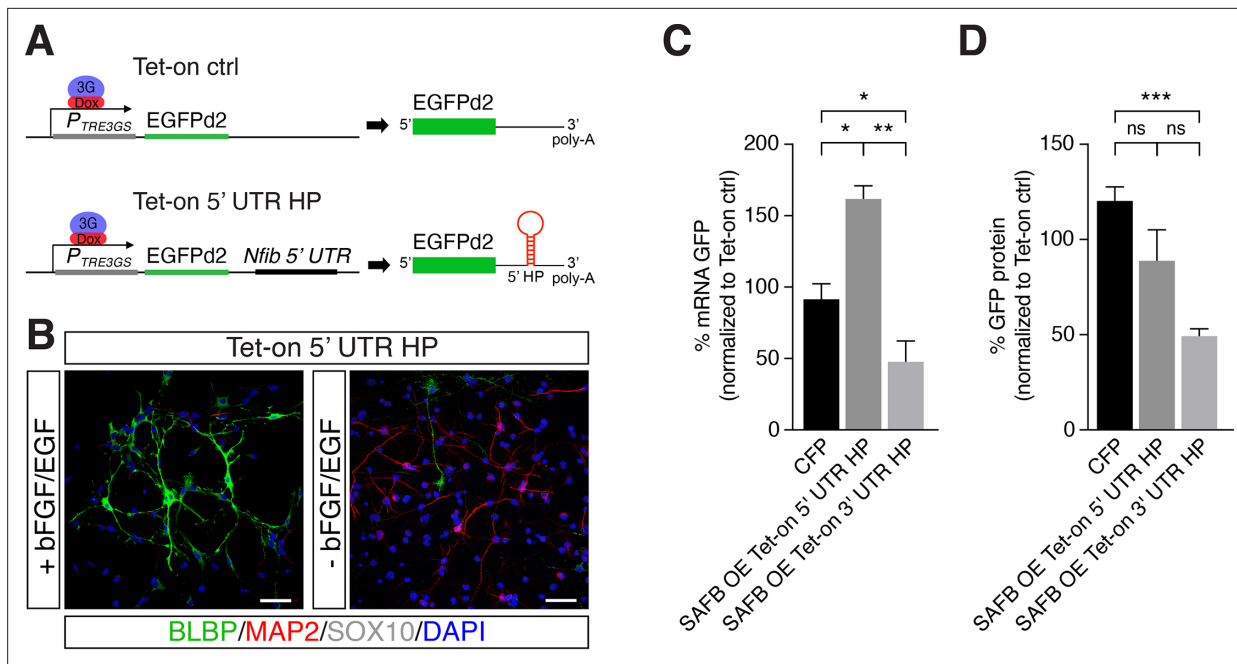 A
Tet-on ctrl
3G
Dox
P TRE3GS
EGFPd2
EGFPd2
5’
3’
poly-A
Tet-on 5’ UTR HP
3G
Dox
P TRE3GS
EGFPd2
Nfib 5’ UTR
EGFPd2
5’
5’ HP
3’
poly-A
B
Tet-on 5’ UTR HP
+ bFGF/EGF
- bFGF/EGF
BLBP/MAP2/SOX10/DAPI
C
% mRNA GFP
(normalized to Tet-on ctrl)
200
150
100
50
0
*
*
**
CFP
SAFB OE Tet-on 5’ UTR HP
SAFB OE Tet-on 3’ UTR HP
D
% GFP protein
(normalized to Tet-on ctrl)
150
100
50
0
***
ns
ns
CFP
SAFB OE Tet-on 5’ UTR HP
SAFB OE Tet-on 3’ UTR HP